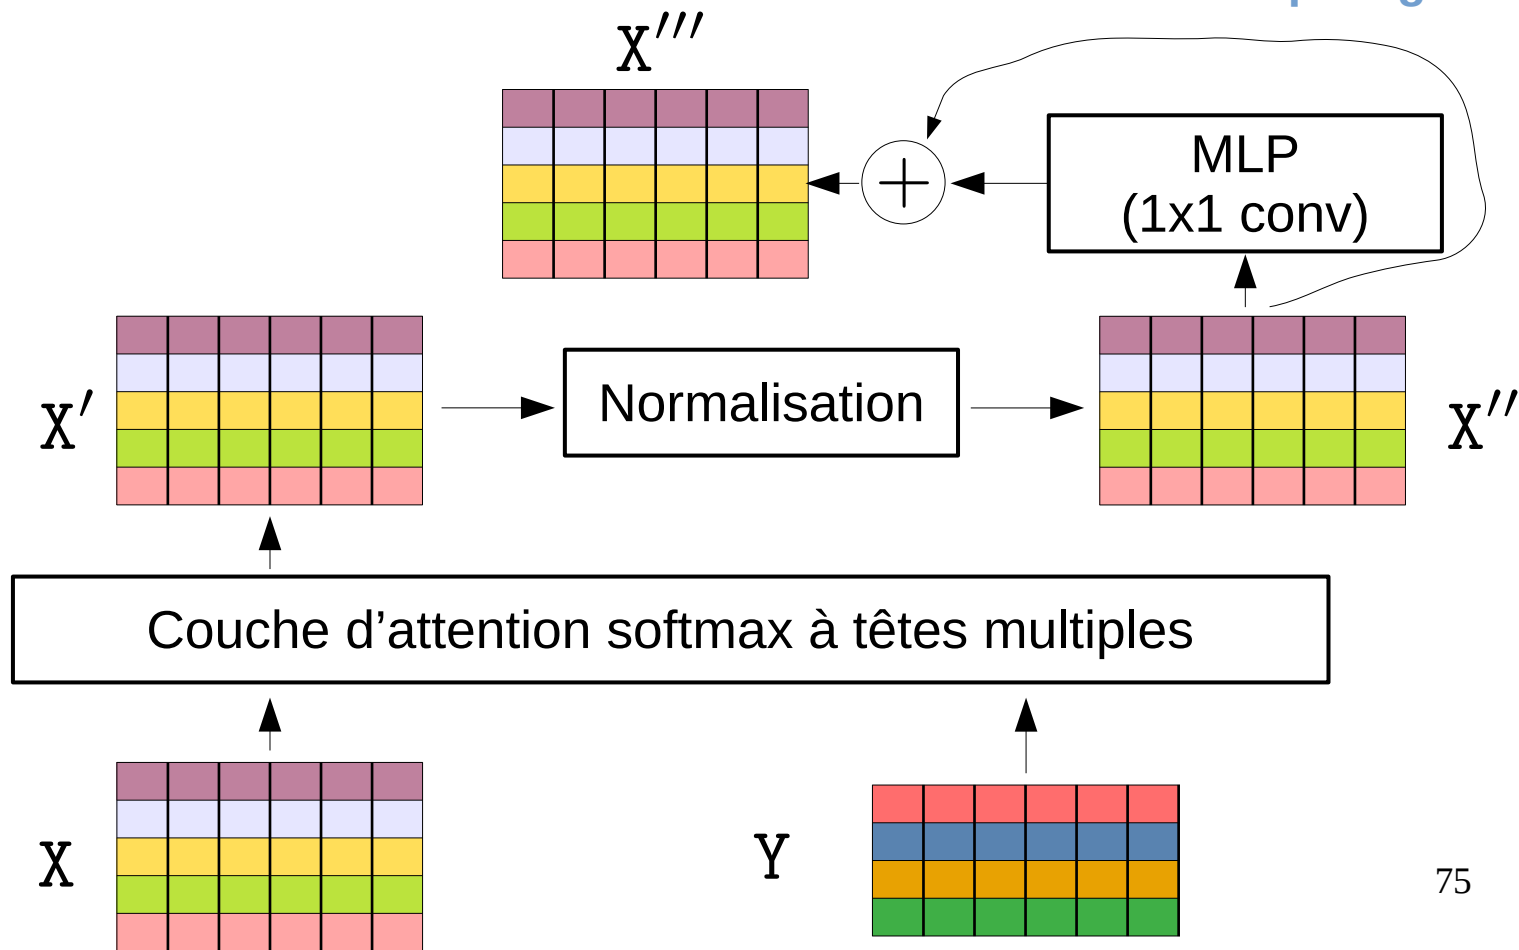 X′′′
MLP
(1x1 conv)
X′
Normalisation
X′′
Couche d’attention softmax à têtes multiples
X
Y
75